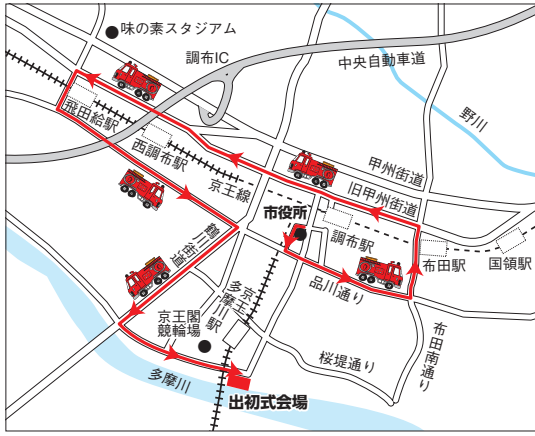 味の素スタジアム
調布IC
中央自動車道
野川
飛田給駅
西調布駅
京王線
甲州街道
旧甲州街道
市役所
調布駅
布田駅
国領駅
鶴川街道
品川通り
京王多摩川駅
京王閣
競輪場
桜堤通り
布田南通り
多摩川
出初式会場